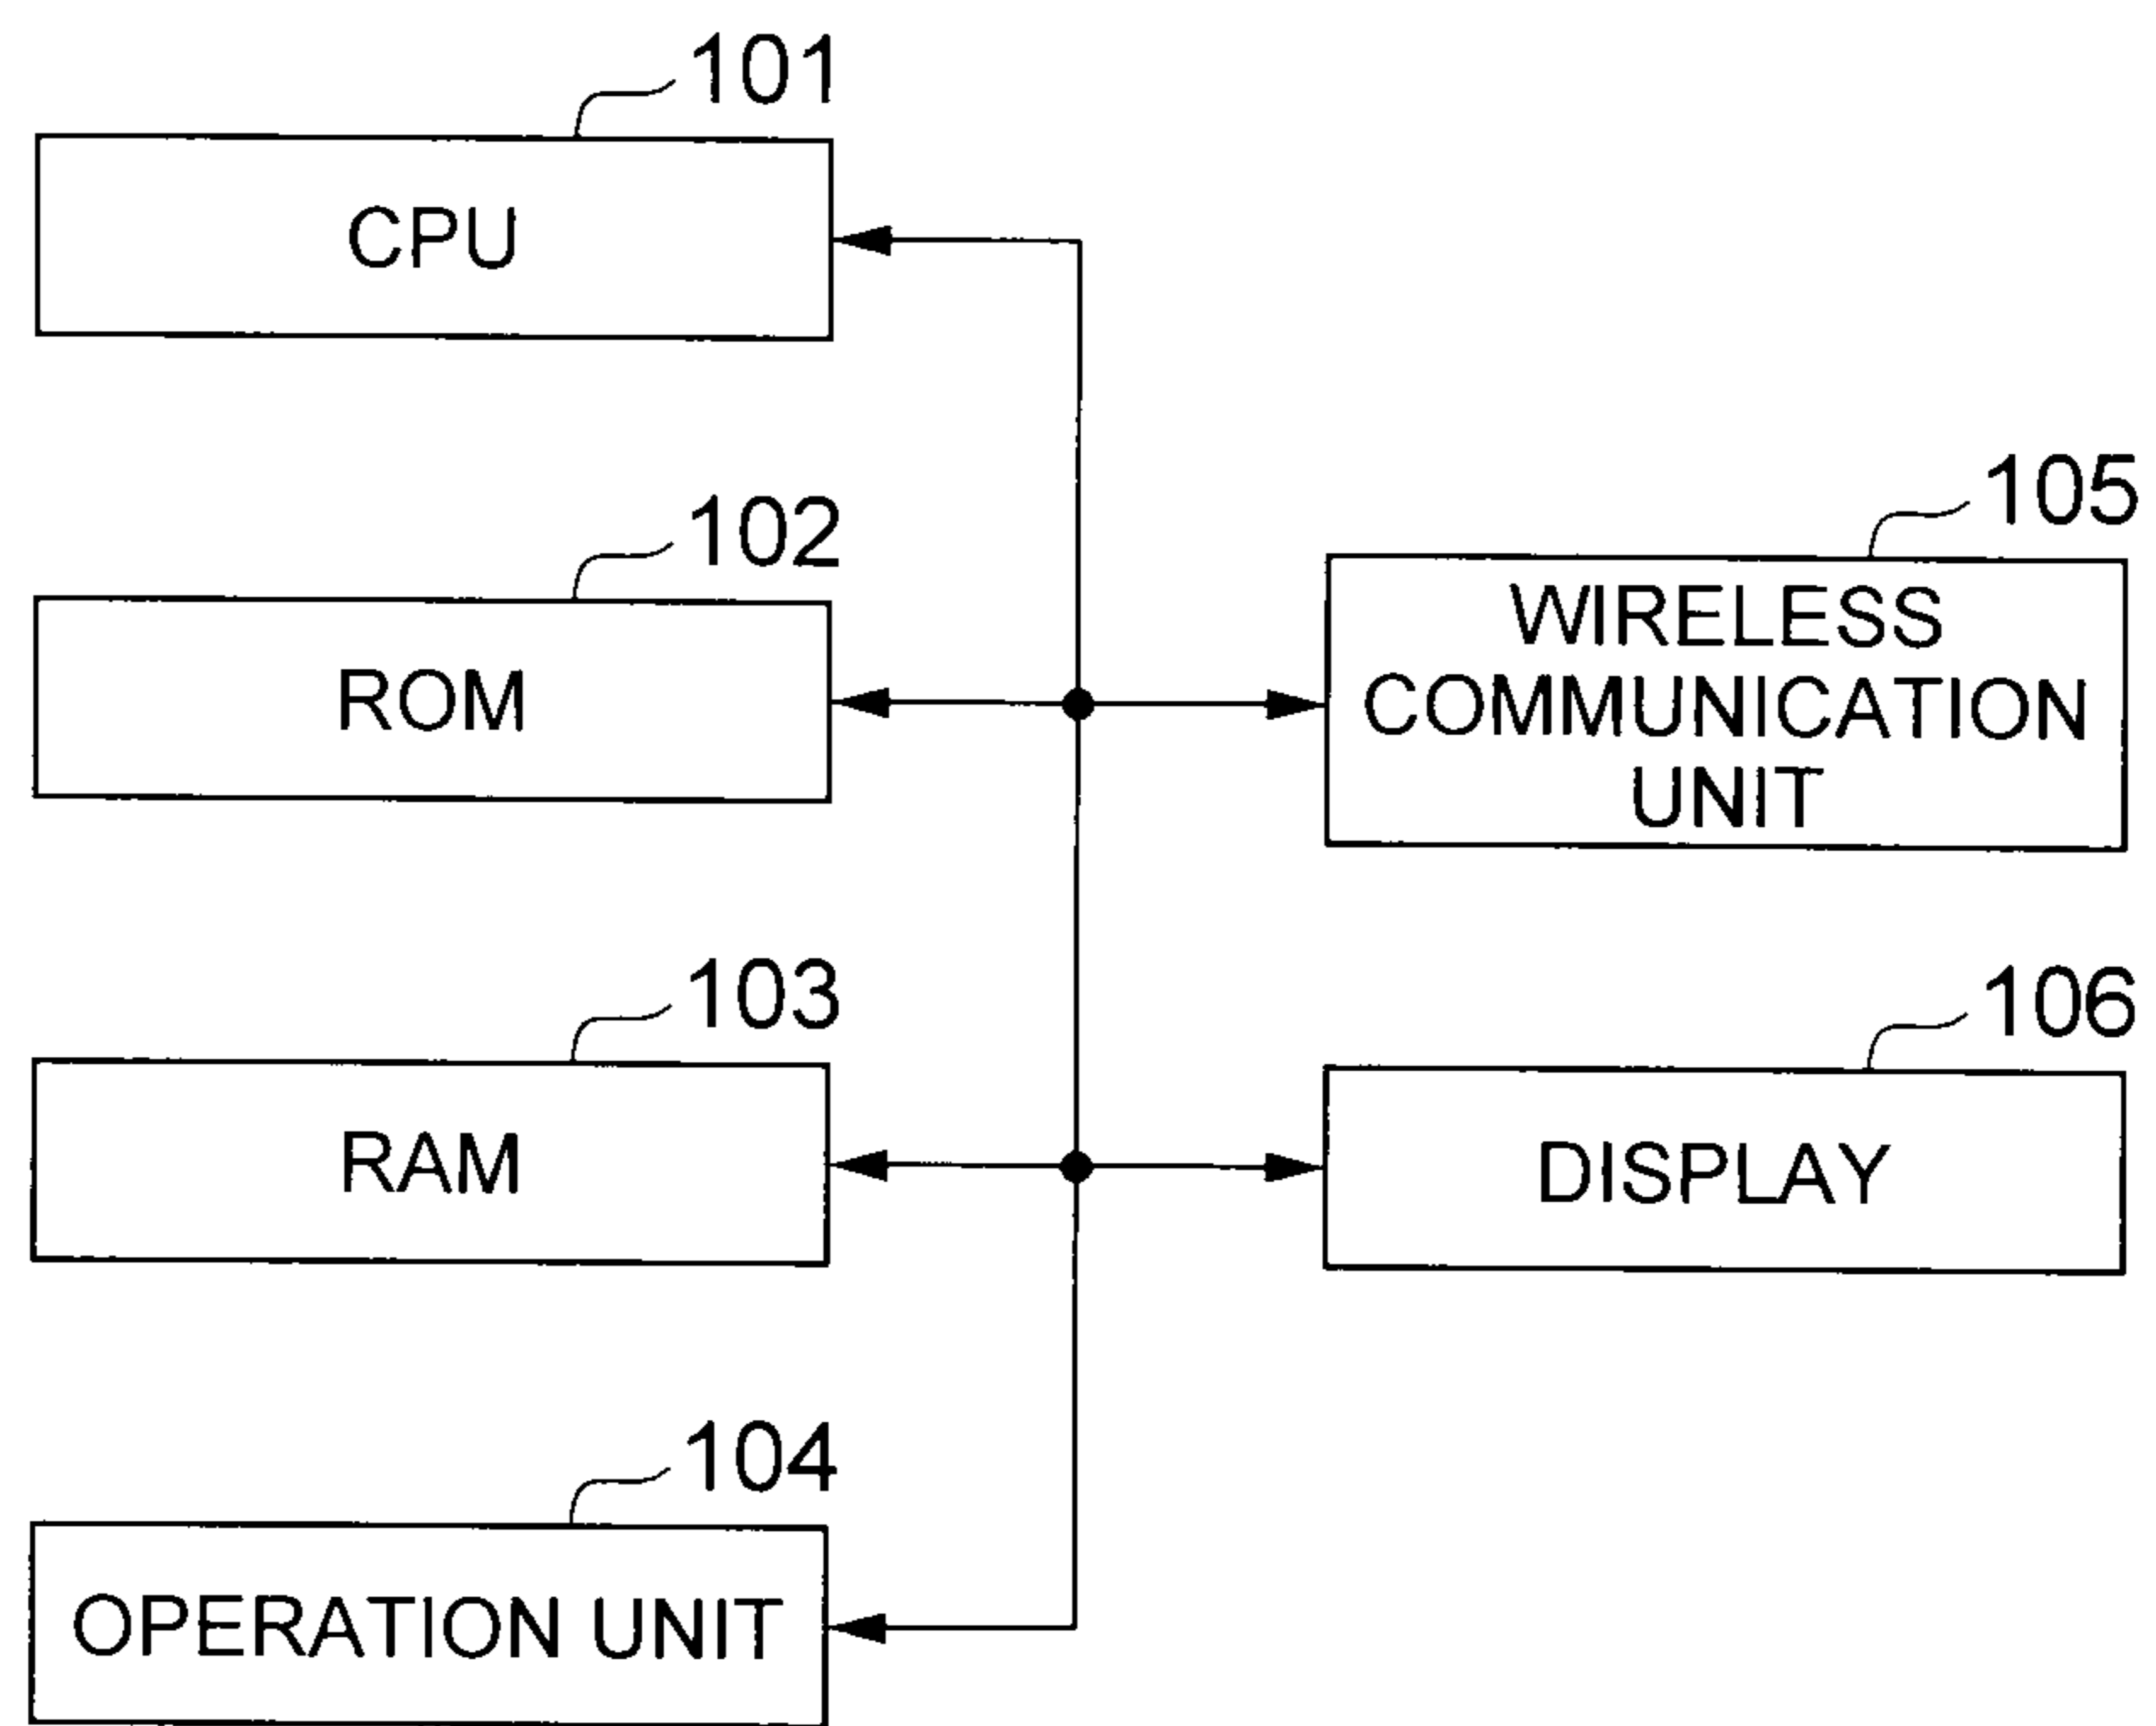 101
CPU
102
ROM
103
RAM
104
OPERATION UNIT
105
WIRELESS
COMMUNICATION
UNIT
106
DISPLAY